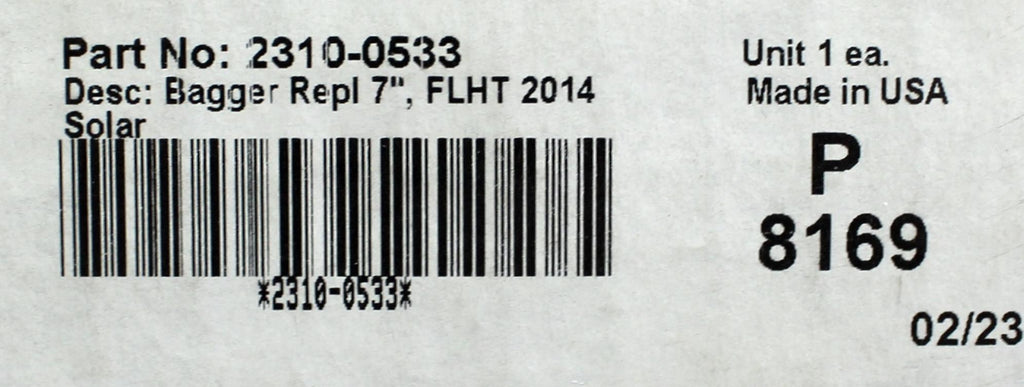 Part No: 2310-0533
Desc: Bagger Repl 7", FLHT 2014
Solar
*2310-0533*
Unit 1 ea.
Made in USA
P
8169
02/23